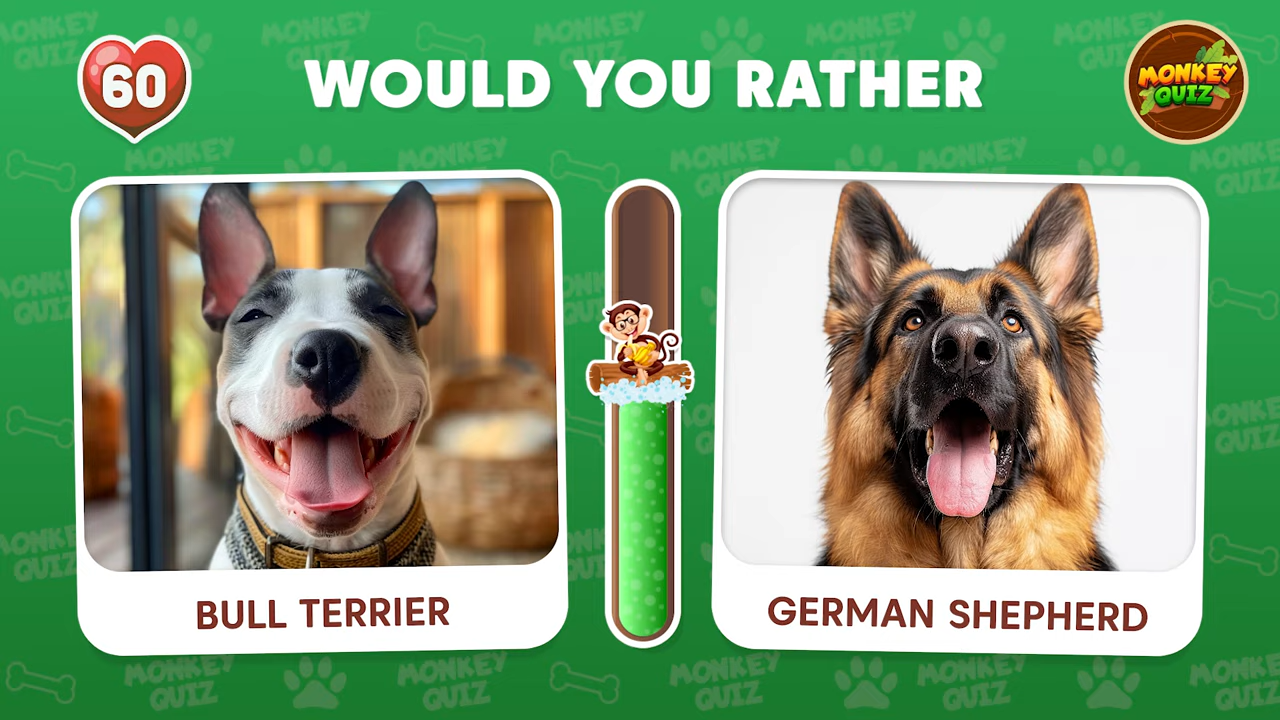 60
WOULD YOU RATHER
MONKEY
QUIZ
BULL TERRIER
GERMAN SHEPHERD